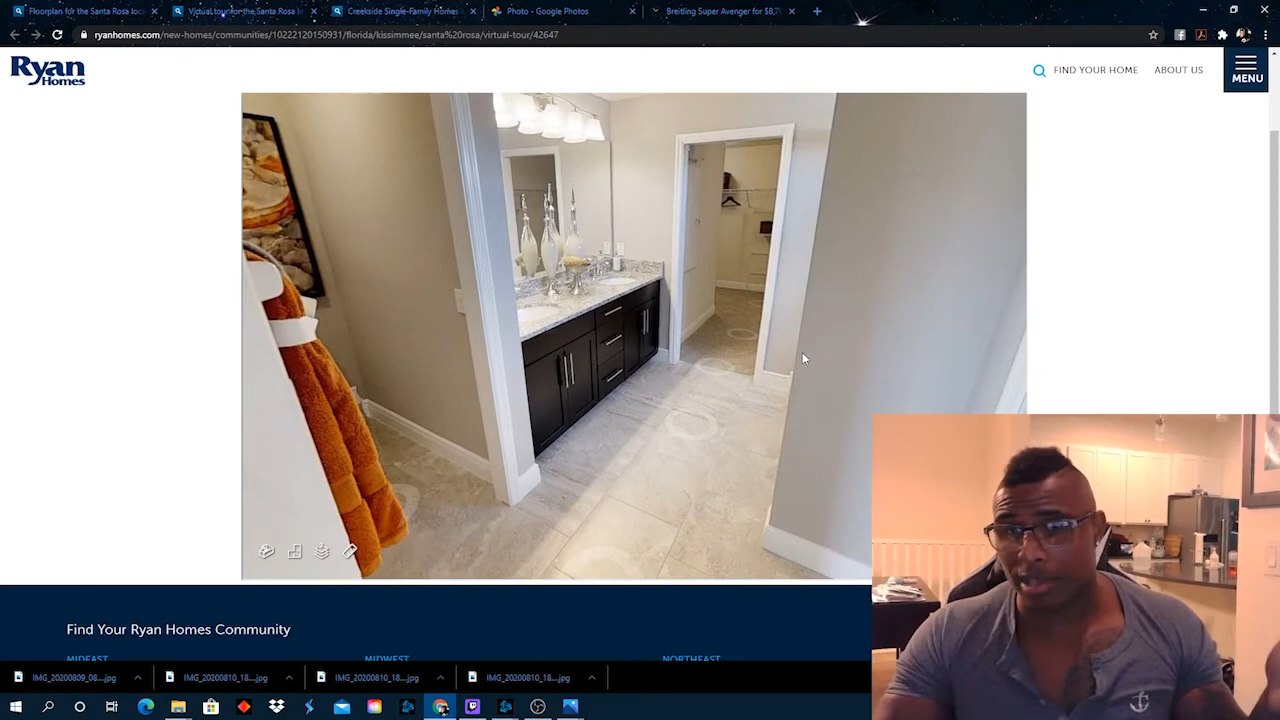 Floorplan for the Santa Rosa loc
Virtual tour for the Santa Rosa lo
Creekside Single-Family Homes
Photo - Google Photos
Breitling Super Avenger for $8,70
ryanhomes.com/new-homes/communities/10222120150931/florida/kissimmee/santa%20rosa/virtual-tour/42647
Ryan Homes
FIND YOUR HOME
ABOUT US
MENU
Find Your Ryan Homes Community
MIDEAST
MIDWEST
NORTHEAST
IMG_20200809_08....jpg
IMG_20200810_18....jpg
IMG_20200810_18....jpg
IMG_20200810_18....jpg